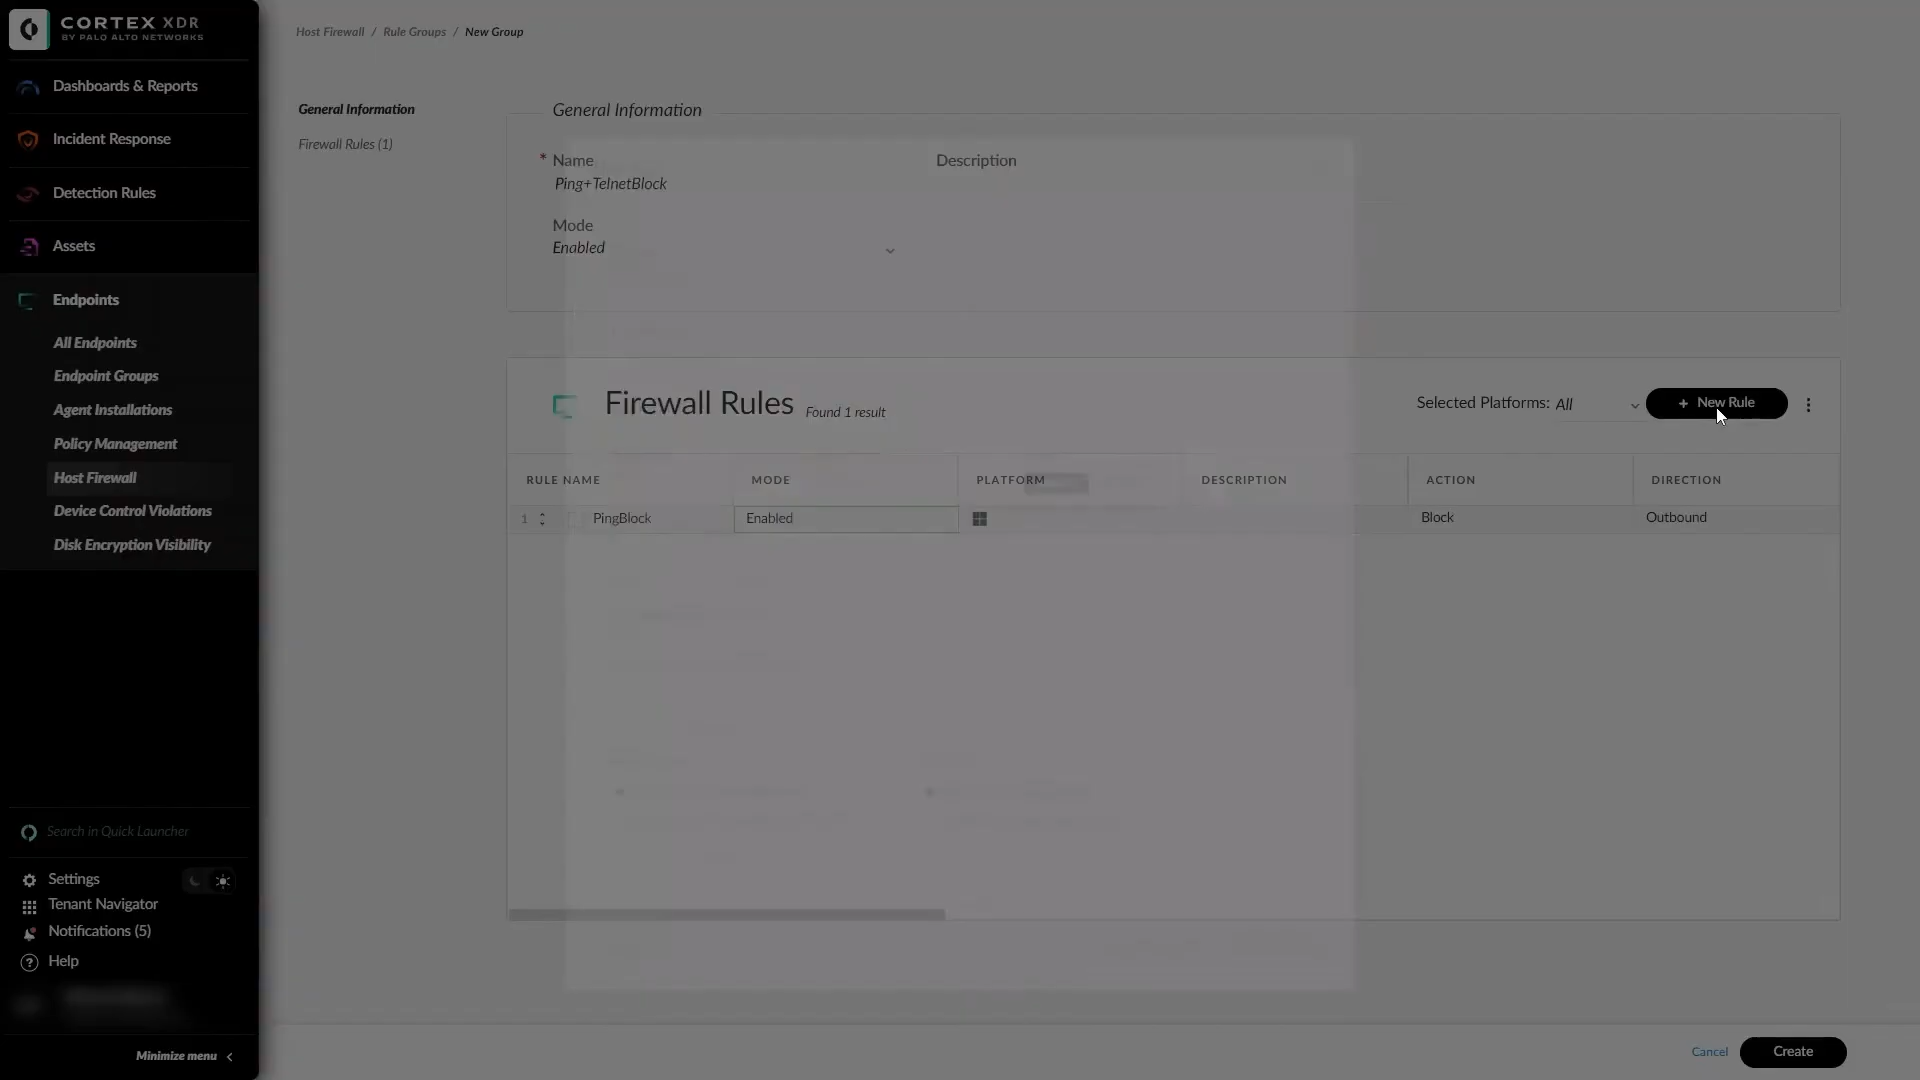 CORTEX XDR
BY PALO ALTO NETWORKS
Dashboards & Reports
Incident Response
Detection Rules
Assets
Endpoints
All Endpoints
Endpoint Groups
Agent Installations
Policy Management
Host Firewall
Device Control Violations
Disk Encryption Visibility
Search in Quick Launcher
Settings
Tenant Navigator
Notifications (5)
Help
Minimize menu
Host Firewall / Rule Groups / New Group
General Information
Firewall Rules (1)
General Information
* Name
Ping+TelnetBlock
Description
Mode
Enabled
Firewall Rules Found 1 result
Selected Platforms: All
+ New Rule
RULE NAME MODE PLATFORM DESCRIPTION ACTION DIRECTION
1 PingBlock Enabled Block Outbound
Cancel Create